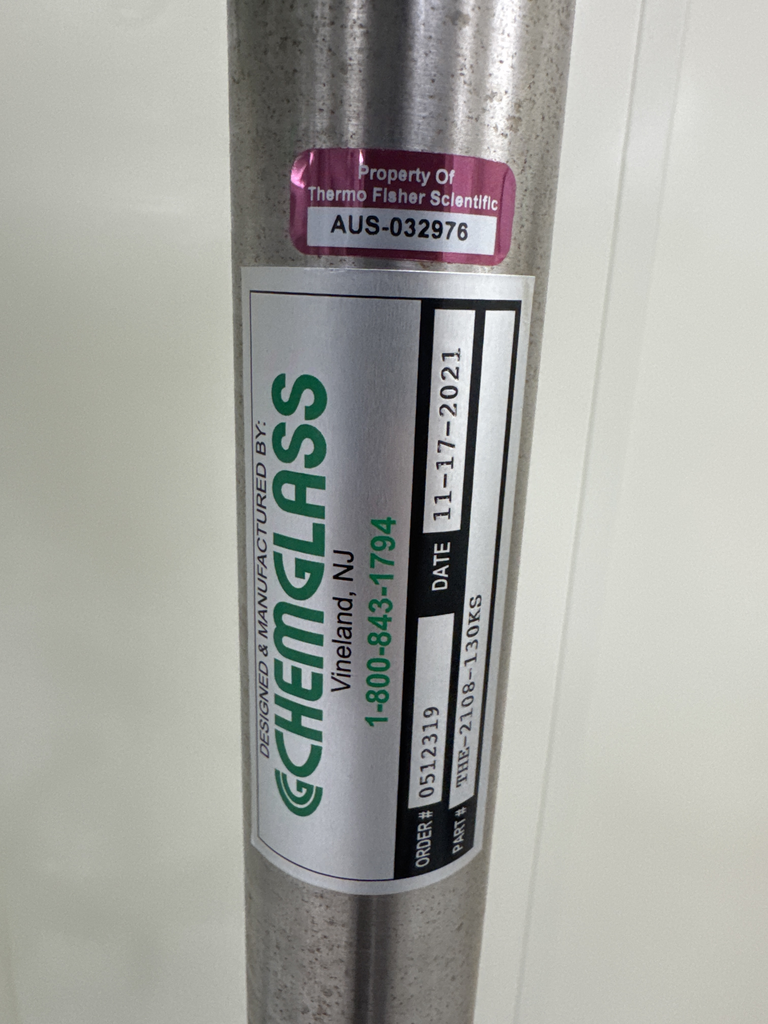 Property Of
Thermo Fisher Scientific
AUS-032976
DESIGNED & MANUFACTURED BY:
CHEMGLASS
Vineland, NJ
1-800-843-1794
ORDER # 0512319 DATE 11-17-2021
PART # THE-2108-130KS